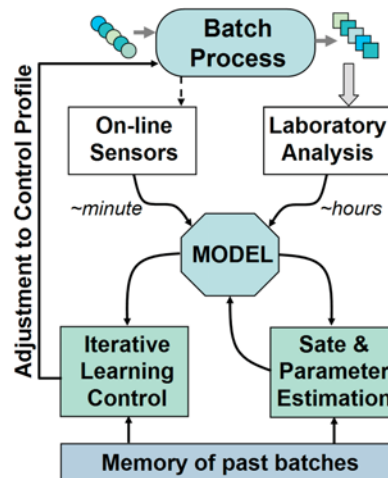 Batch
Process
On-line
Sensors
Laboratory
Analysis
~minute
~hours
MODEL
Adjustment to Control Profile
Iterative
Learning
Control
Sate &
Parameter
Estimation
Memory of past batches